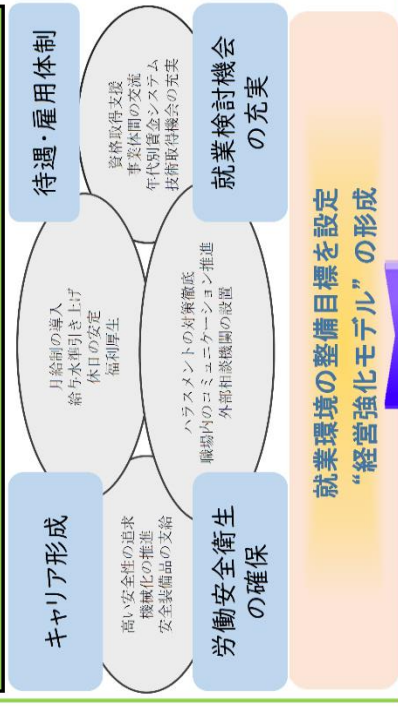 キャリア形成
待遇・雇用体制
月給制の導入
給与水準引き上げ
休日の安定
福利厚生
高い安全性の追求
機械化の推進
安全装備品の支給
資格取得支援
事業体間の交流
年代別賃金システム
技術取得機会の充実
ハラスメントの対策徹底
職場内のコミュニケーション推進
外部相談機関の設置
労働安全衛生
の確保
就業検討機会
の充実
就業環境の整備目標を設定
“経営強化モデル”の形成